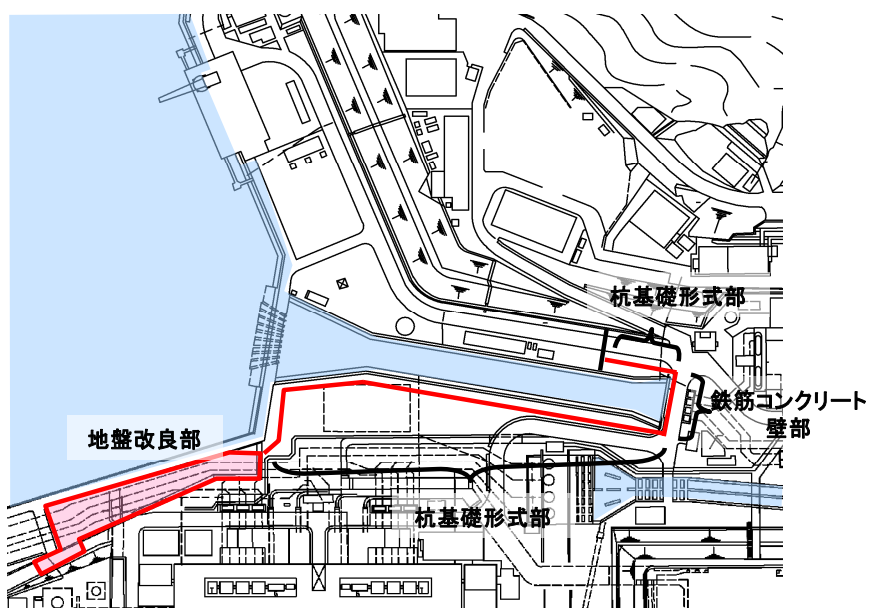 杭基礎形式部
鉄筋コンクリート
壁部
地盤改良部
杭基礎形式部